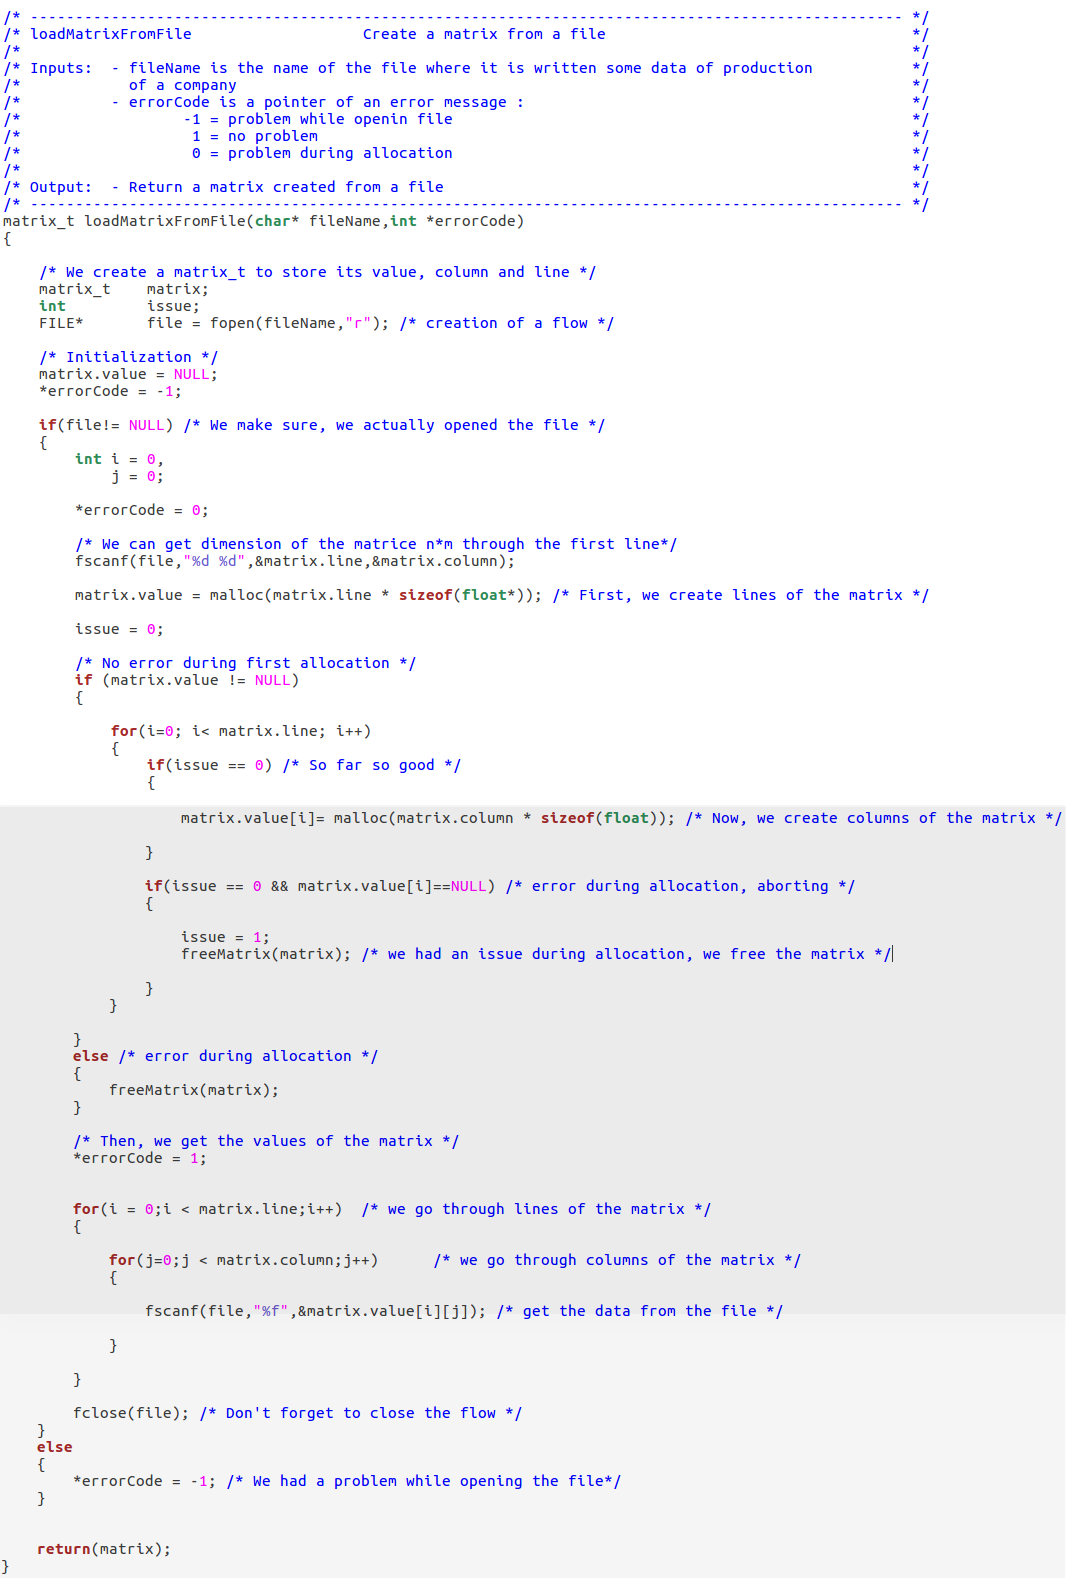 /* ------------------------------------------------------------------------------------------------- */
/* loadMatrixFromFile                   Create a matrix from a file                                  */
/*                                                                                                   */
/* Inputs:  - fileName is the name of the file where it is written some data of production           */
/*            of a company                                                                           */
/*          - errorCode is a pointer of an error message :                                           */
/*                  -1 = problem while openin file                                                   */
/*                   1 = no problem                                                                  */
/*                   0 = problem during allocation                                                   */
/*                                                                                                   */
/* Output:  - Return a matrix created from a file                                                    */
/* ------------------------------------------------------------------------------------------------- */
matrix_t loadMatrixFromFile(char* fileName,int *errorCode)
{
    /* We create a matrix_t to store its value, column and line */
    matrix_t    matrix;
    int         issue;
    FILE*       file = fopen(fileName,"r"); /* creation of a flow */
    /* Initialization */
    matrix.value = NULL;
    *errorCode = -1;
    if(file!= NULL) /* We make sure, we actually opened the file */
    {
        int i = 0,
            j = 0;
        *errorCode = 0;
        /* We can get dimension of the matrice n*m through the first line*/
        fscanf(file,"%d %d",&matrix.line,&matrix.column);
        matrix.value = malloc(matrix.line * sizeof(float*)); /* First, we create lines of the matrix */
        issue = 0;
        /* No error during first allocation */
        if (matrix.value != NULL)
        {
            for(i=0; i< matrix.line; i++)
            {
                if(issue == 0) /* So far so good */
                {
                    matrix.value[i]= malloc(matrix.column * sizeof(float)); /* Now, we create columns of the matrix */
                }
                if(issue == 0 && matrix.value[i]==NULL) /* error during allocation, aborting */
                {
                    issue = 1;
                    freeMatrix(matrix); /* we had an issue during allocation, we free the matrix */
                }
            }
        }
        else /* error during allocation */
        {
            freeMatrix(matrix);
        }
        /* Then, we get the values of the matrix */
        *errorCode = 1;
        for(i = 0;i < matrix.line;i++)  /* we go through lines of the matrix */
        {
            for(j=0;j < matrix.column;j++)      /* we go through columns of the matrix */
            {
                fscanf(file,"%f",&matrix.value[i][j]); /* get the data from the file */
            }
        }
        fclose(file); /* Don't forget to close the flow */
    }
    else
    {
        *errorCode = -1; /* We had a problem while opening the file*/
    }
    return(matrix);
}